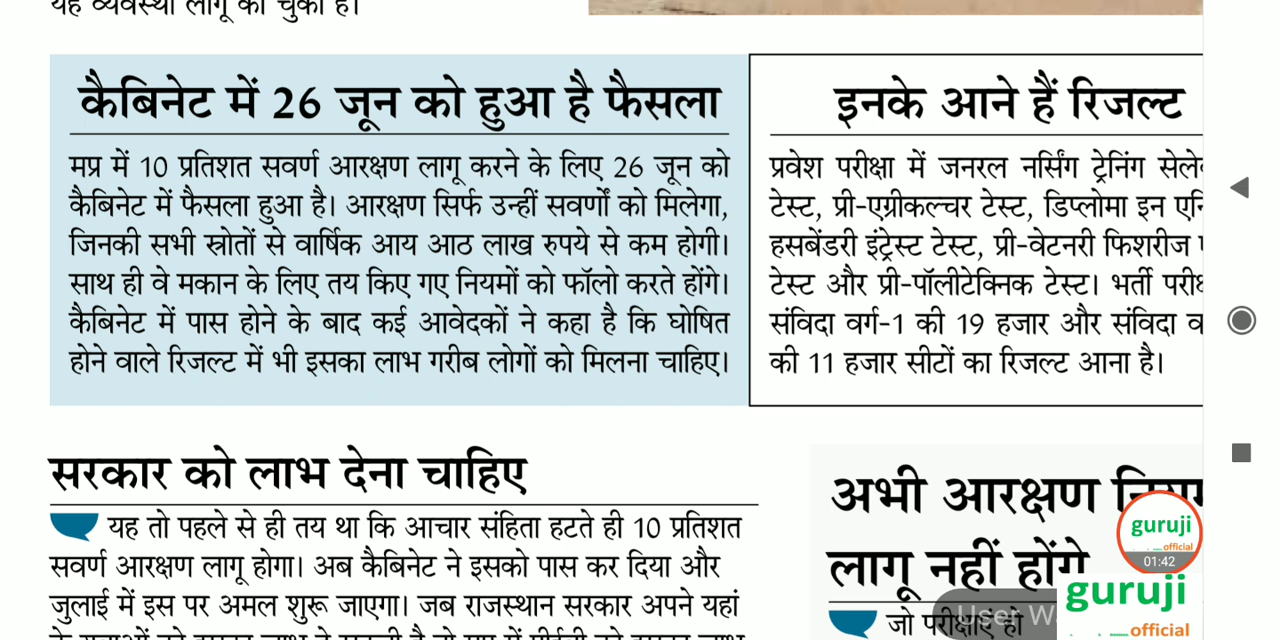 यह व्यवस्था लागू की चुकी है।
कैबिनेट में 26 जून को हुआ है फैसला
मप्र में 10 प्रतिशत सवर्ण आरक्षण लागू करने के लिए 26 जून को
कैबिनेट में फैसला हुआ है। आरक्षण सिर्फ उन्हीं सवर्णों को मिलेगा,
जिनकी सभी स्रोतों से वार्षिक आय आठ लाख रुपये से कम होगी।
साथ ही वे मकान के लिए तय किए गए नियमों को फॉलो करते होंगे।
कैबिनेट में पास होने के बाद कई आवेदकों ने कहा है कि घोषित
होने वाले रिजल्ट में भी इसका लाभ गरीब लोगों को मिलना चाहिए।
इनके आने हैं रिजल्ट
प्रवेश परीक्षा में जनरल नर्सिंग ट्रेनिंग
टेस्ट, प्री-एग्रीकल्चर टेस्ट, डिप्लोमा इन
हसबेंडरी इंट्रेस्ट टेस्ट, प्री-वेटनरी फिशरीज
टेस्ट और प्री-पॉलीटेक्निक टेस्ट। भर्ती
संविदा वर्ग-1 की 19 हजार और संविदा
की 11 हजार सीटों का रिजल्ट आना है।
सरकार को लाभ देना चाहिए
यह तो पहले से ही तय था कि आचार संहिता हटते ही 10 प्रतिशत
सवर्ण आरक्षण लागू होगा। अब कैबिनेट ने इसको पास कर दिया और
जुलाई में इस पर अमल शुरू जाएगा। जब राजस्थान सरकार अपने यहां
अभी आरक्षण
लागू नहीं होंगे
जो परीक्षाएं हो
guruji
official
01:42
guruji
official
User